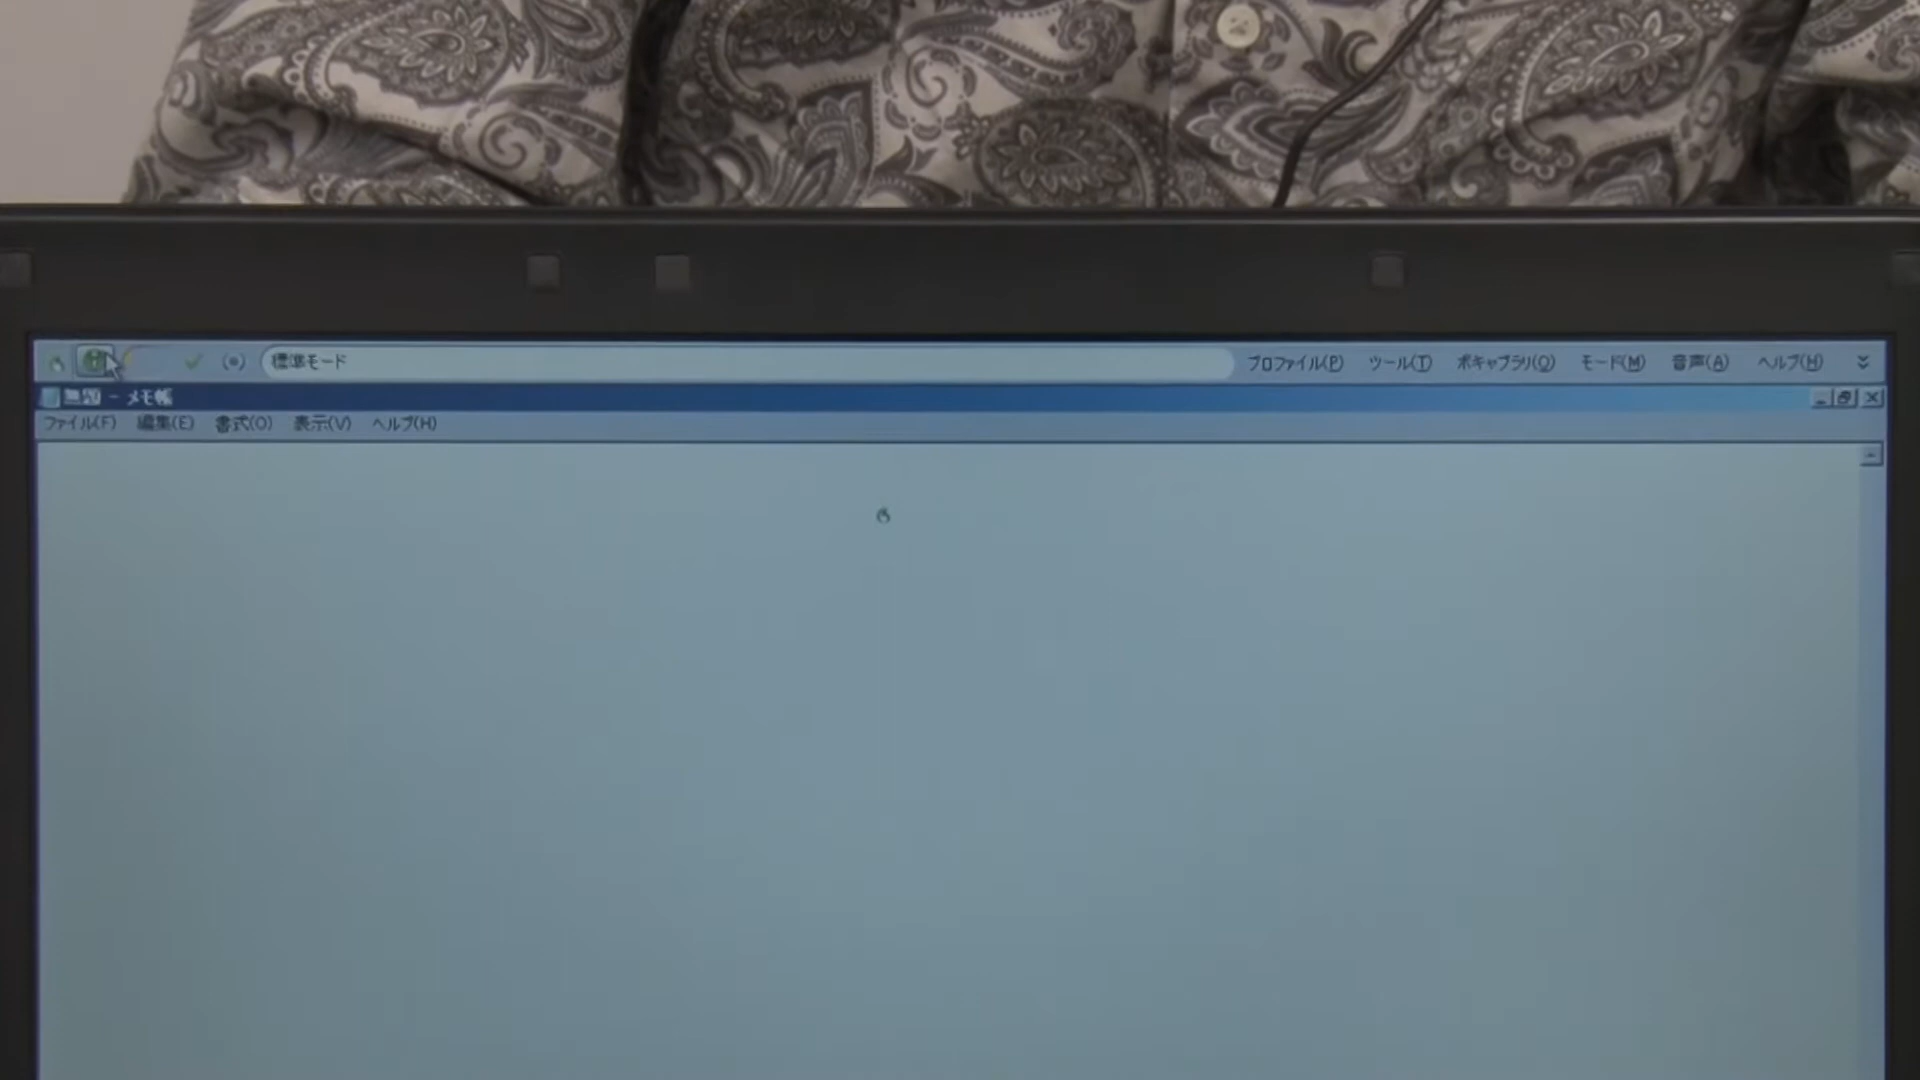 標準モード プロファイル(P) ツール(T) ボキャブラリ(O) モード(M) 音声(A) ヘルプ(H)
無題 - メモ帳
ファイル(F) 編集(E) 書式(O) 表示(V) ヘルプ(H)